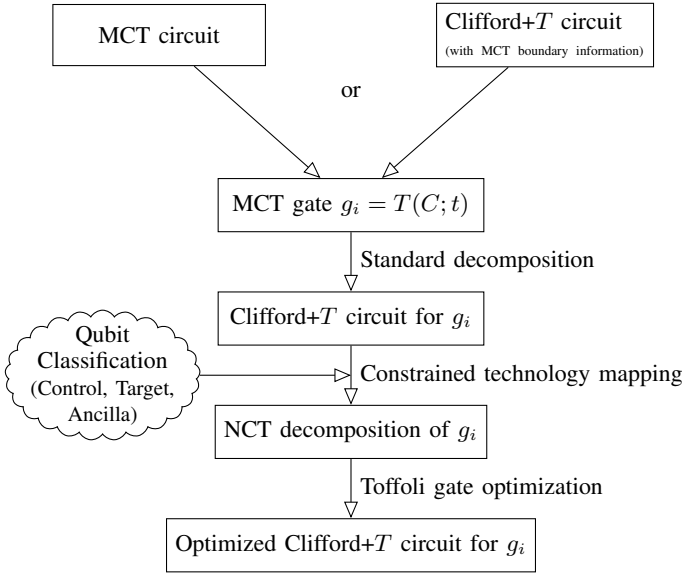 MCT circuit
Clifford+T circuit
(with MCT boundary information)
or
MCT gate g_i = T(C; t)
Standard decomposition
Clifford+T circuit for g_i
Qubit
Classification
(Control, Target,
Ancilla)
Constrained technology mapping
NCT decomposition of g_i
Toffoli gate optimization
Optimized Clifford+T circuit for g_i